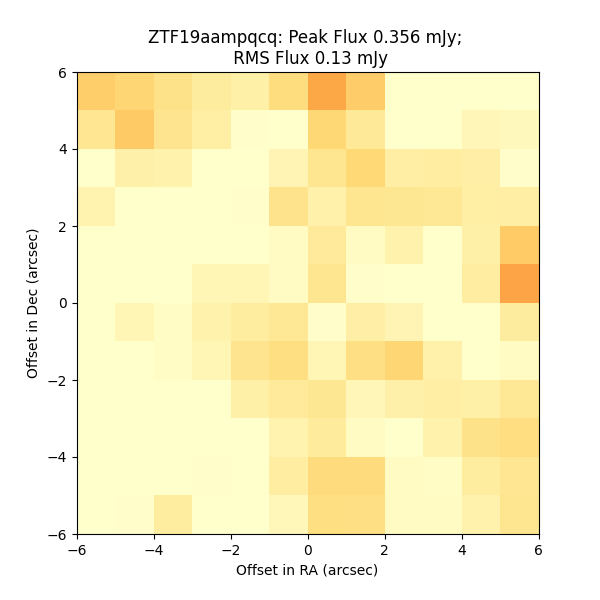 ZTF19aampqcq: Peak Flux 0.356 mJy;
RMS Flux 0.13 mJy
6
4
2
0
−2
−4
−6
Offset in Dec (arcsec)
−6 −4 −2 0 2 4 6
Offset in RA (arcsec)